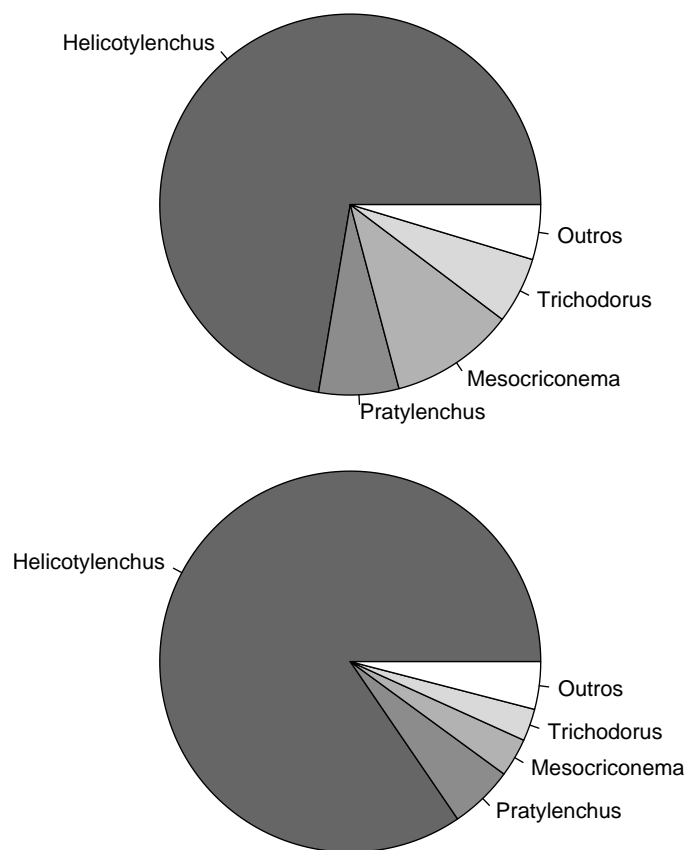 Helicotylenchus
Outros
Trichodorus
Mesocriconema
Pratylenchus
Helicotylenchus
Outros
Trichodorus
Mesocriconema
Pratylenchus